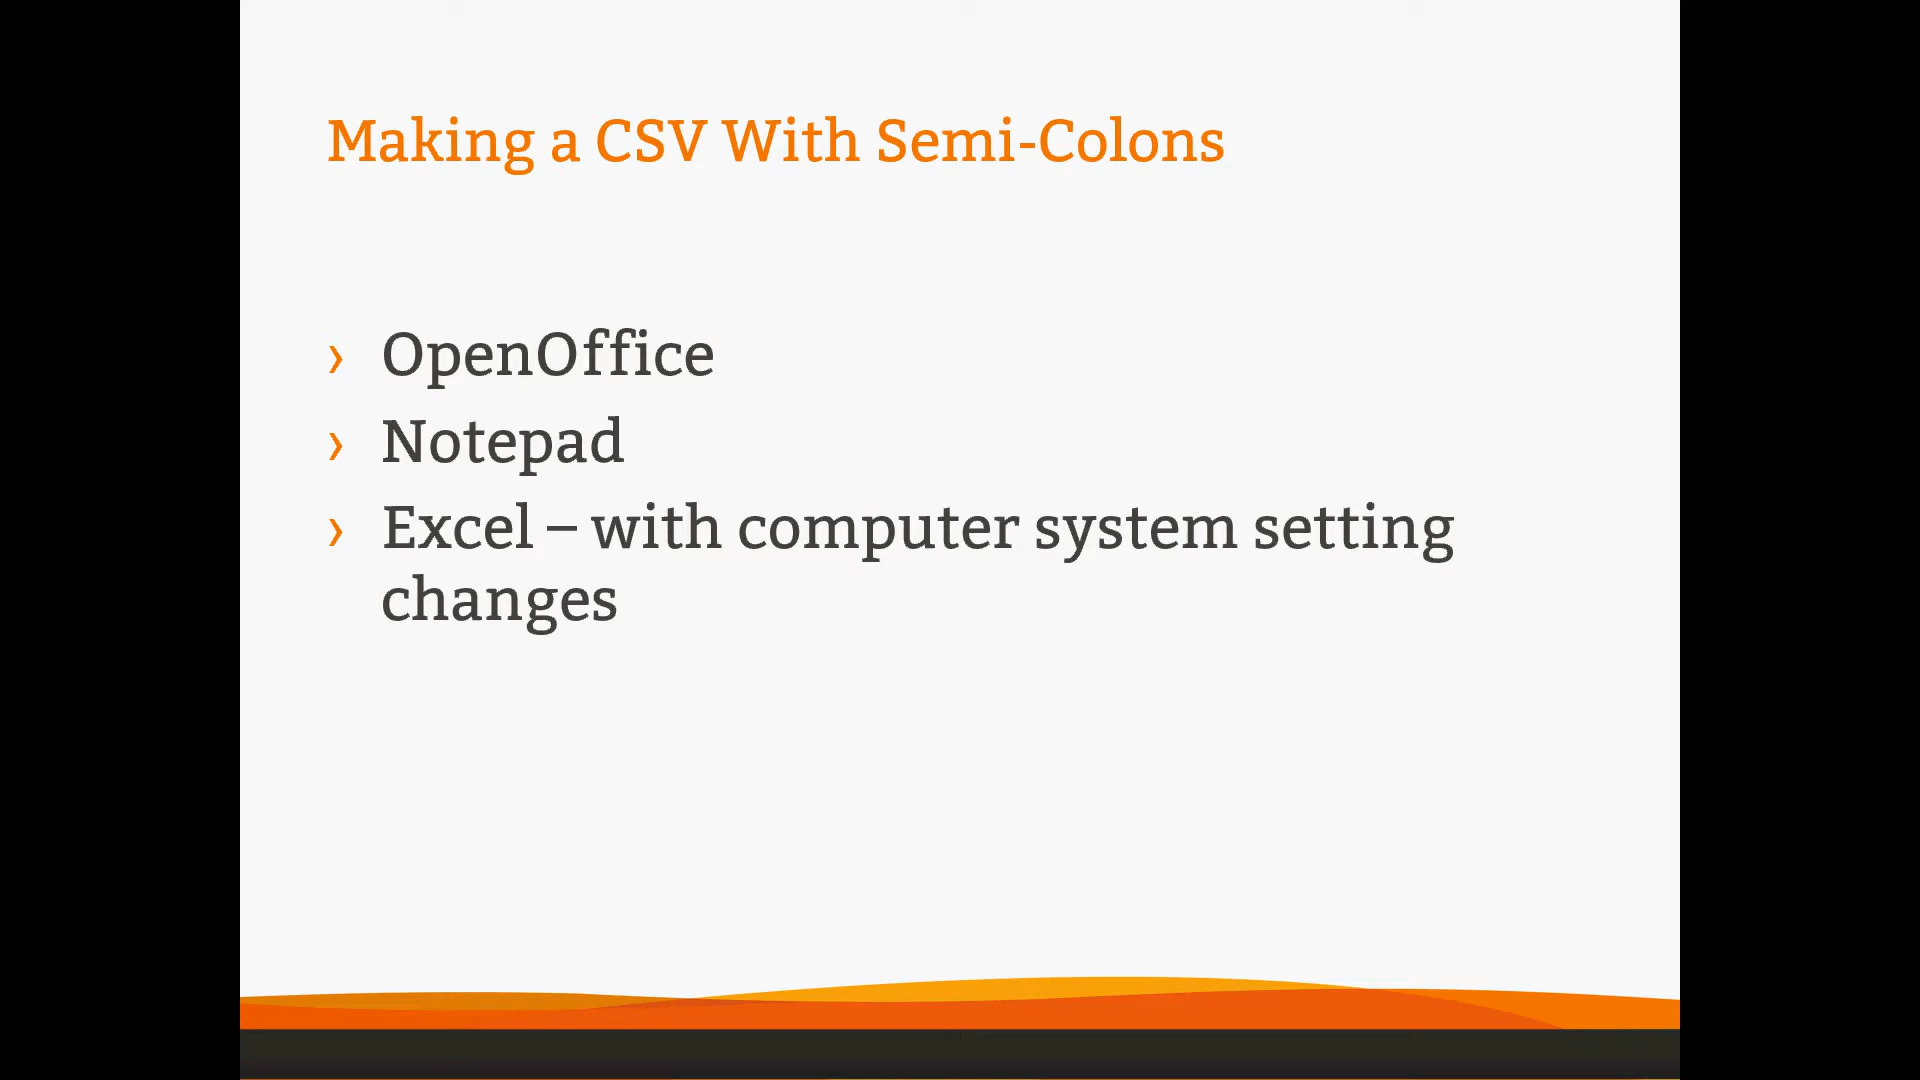 Making a CSV With Semi-Colons
› OpenOffice
› Notepad
› Excel – with computer system setting
changes